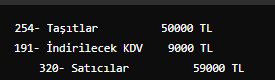 254- Taşıtlar 50000 TL
191- İndirilecek KDV 9000 TL
320- Satıcılar 59000 TL